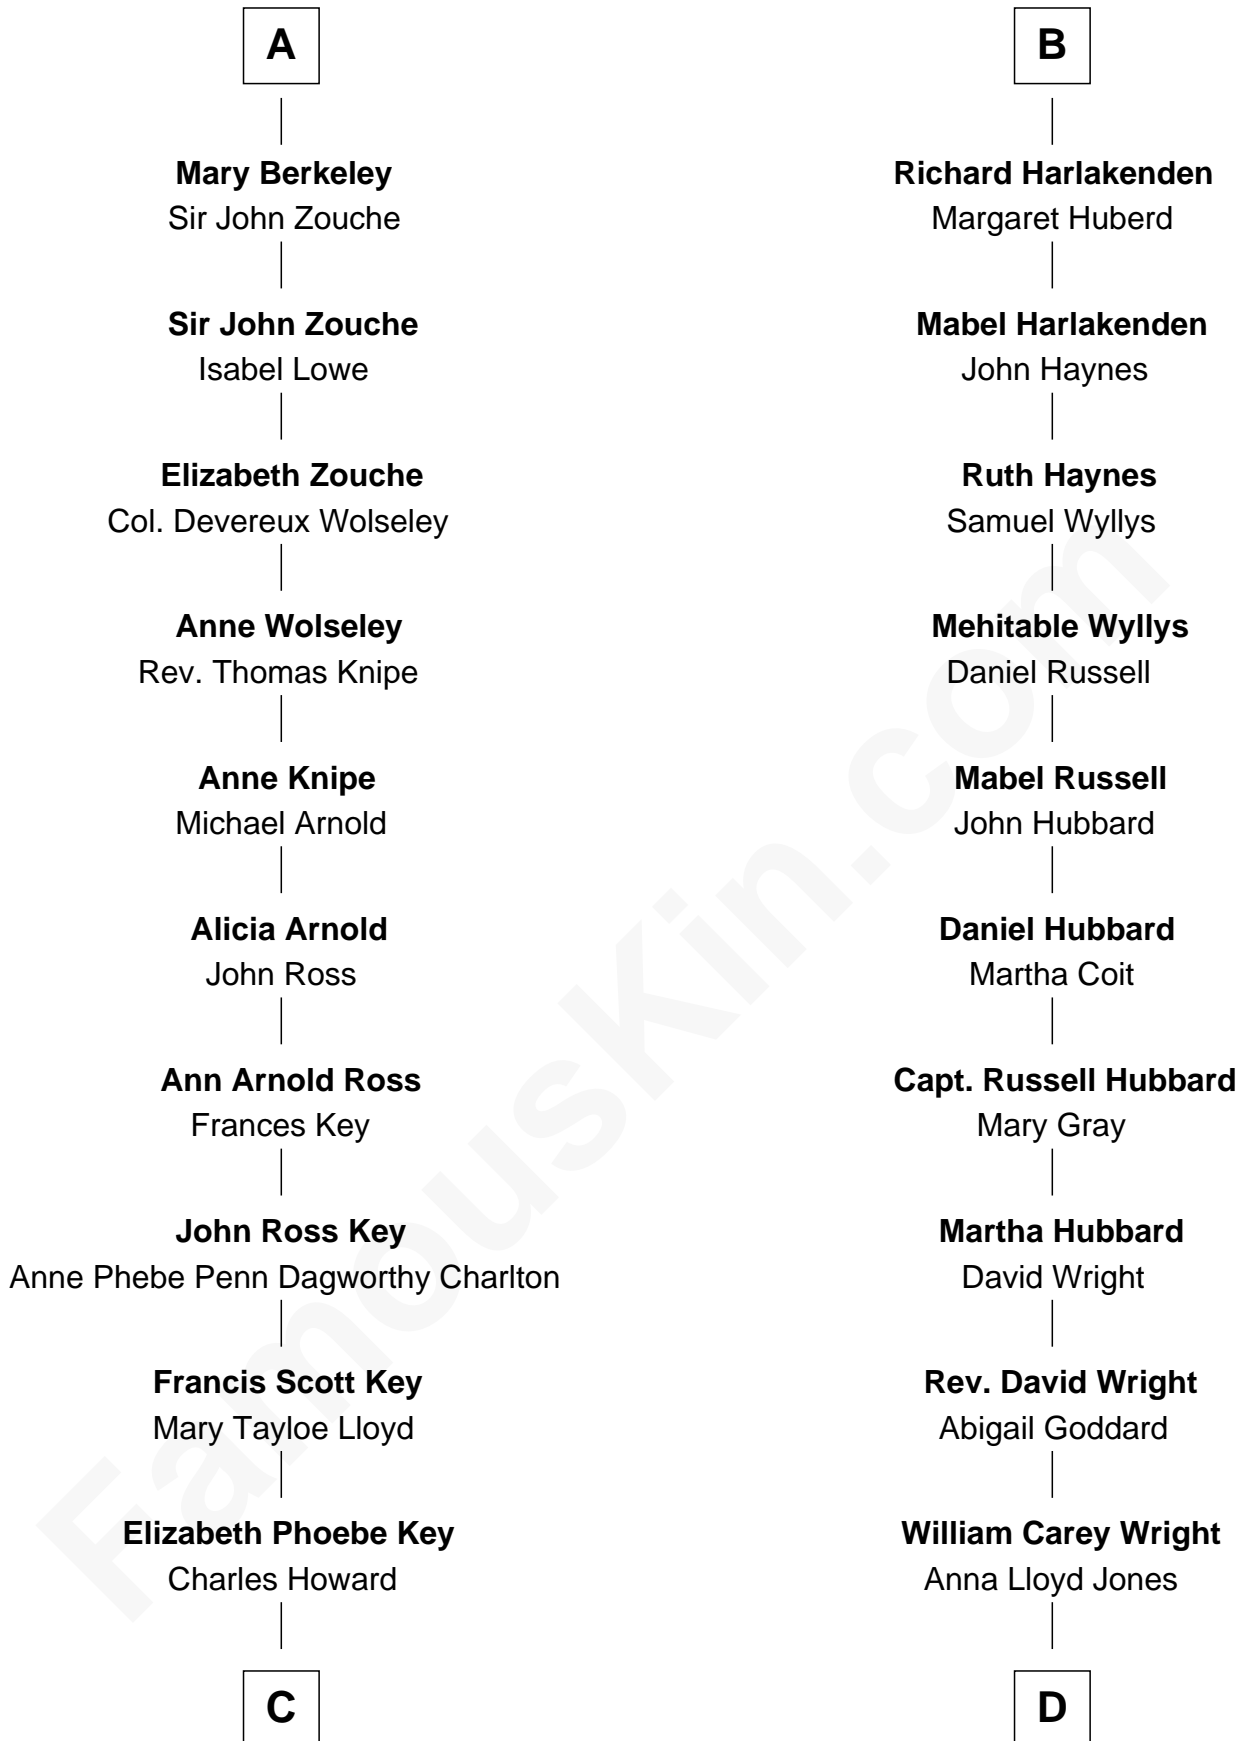 A
Mary Berkeley
Sir John Zouche
Sir John Zouche
Isabel Lowe
Elizabeth Zouche
Col. Devereux Wolseley
Anne Wolseley
Rev. Thomas Knipe
Anne Knipe
Michael Arnold
Alicia Arnold
John Ross
Ann Arnold Ross
Frances Key
John Ross Key
Anne Phebe Penn Dagworthy Charlton
Francis Scott Key
Mary Tayloe Lloyd
Elizabeth Phoebe Key
Charles Howard
C
B
Richard Harlakenden
Margaret Huberd
Mabel Harlakenden
John Haynes
Ruth Haynes
Samuel Wyllys
Mehitable Wyllys
Daniel Russell
Mabel Russell
John Hubbard
Daniel Hubbard
Martha Coit
Capt. Russell Hubbard
Mary Gray
Martha Hubbard
David Wright
Rev. David Wright
Abigail Goddard
William Carey Wright
Anna Lloyd Jones
D
FamousKin.com